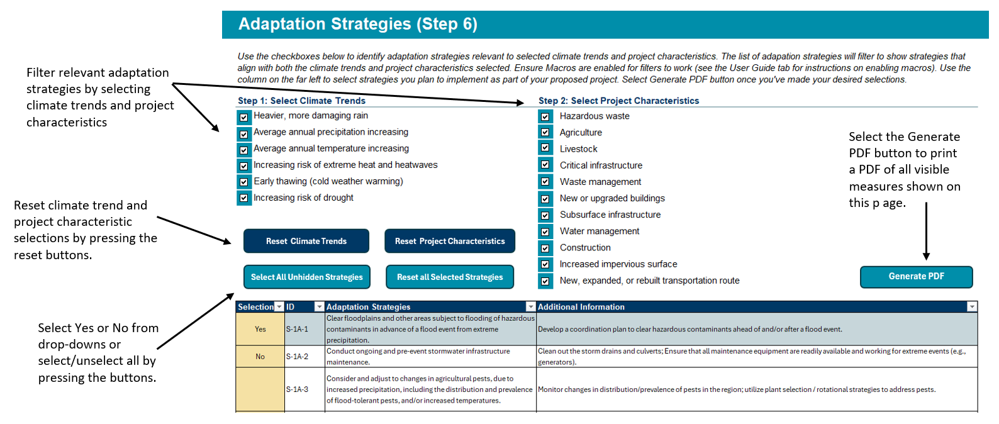 Adaptation Strategies (Step 6)
Use the checkboxes below to identify adaptation strategies relevant to selected climate trends and project characteristics. The list of adapation strategies will filter to show strategies that
align with both the climate trends and project characteristics selected. Ensure Macros are enabled for filters to work (see the User Guide tab for instructions on enabling macros). Use the
column on the far left to select strategies you plan to implement as part of your proposed project. Select Generate PDF button once you've made your desired selections.
Filter relevant adaptation
strategies by selecting
climate trends and project
characteristics
Step 1: Select Climate Trends
Heavier, more damaging rain
Average annual precipitation increasing
Average annual temperature increasing
Increasing risk of extreme heat and heatwaves
Early thawing (cold weather warming)
Increasing risk of drought
Step 2: Select Project Characteristics
Hazardous waste
Agriculture
Livestock
Critical infrastructure
Waste management
New or upgraded buildings
Subsurface infrastructure
Water management
Construction
Increased impervious surface
New, expanded, or rebuilt transportation route
Select the Generate
PDF button to print
a PDF of all visible
measures shown on
this p age.
Reset climate trend and
project characteristic
selections by pressing the
reset buttons.
Reset Climate Trends
Reset Project Characteristics
Select All Unhidden Strategies
Reset all Selected Strategies
Generate PDF
Select Yes or No from
drop-downs or
select/unselect all by
pressing the buttons.
Selection
ID
Adaptation Strategies
Additional Information
Yes
S-1A-1
Clear floodplains and other areas subject to flooding of hazardous
contaminants in advance of a flood event from extreme
precipitation.
Develop a coordination plan to clear hazardous contaminants ahead of and/or after a flood event.
No
S-1A-2
Conduct ongoing and pre-event stormwater infrastructure
maintenance.
Clean out the storm drains and culverts; Ensure that all maintenance equipment are readily available and working for extreme events (e.g.,
generators).
S-1A-3
Consider and adjust to changes in agricultural pests, due to
increased precipitation, including the distribution and prevalence
of flood-tolerant pests, and/or increased temperatures.
Monitor changes in distribution/prevalence of pests in the region; utilize plant selection / rotational strategies to address pests.